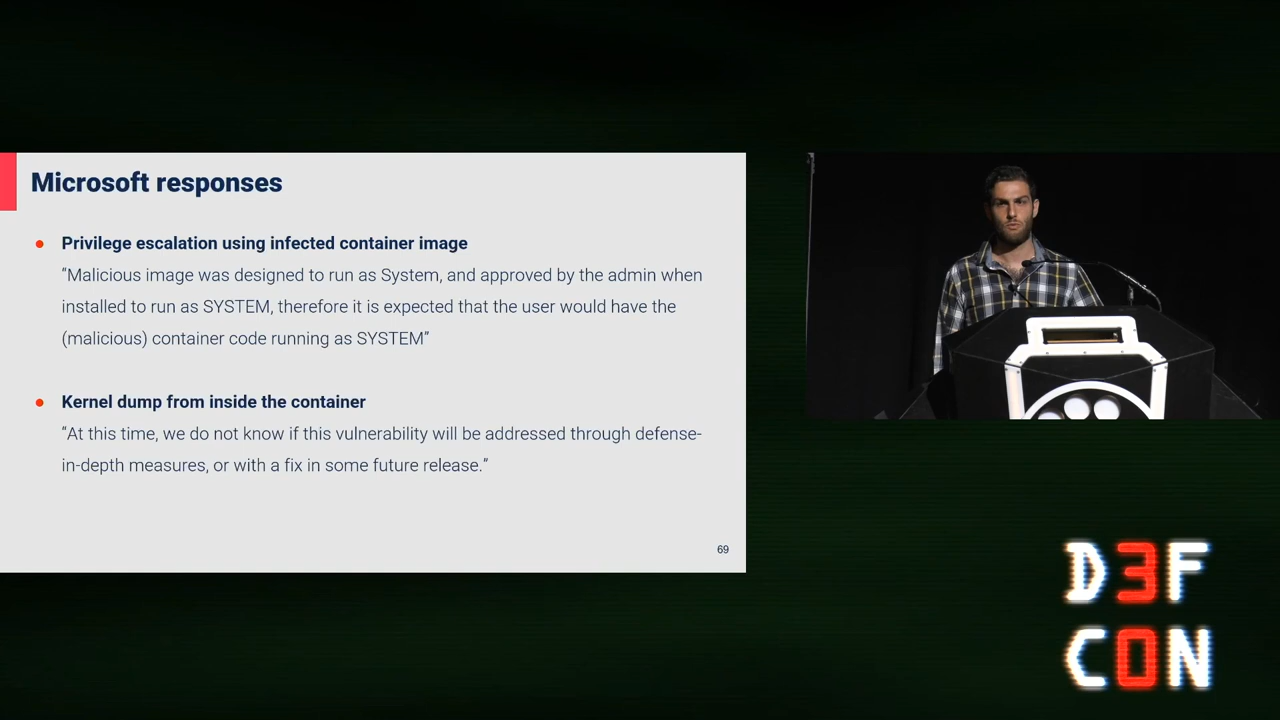 Microsoft responses
Privilege escalation using infected container image
“Malicious image was designed to run as System, and approved by the admin when
installed to run as SYSTEM, therefore it is expected that the user would have the
(malicious) container code running as SYSTEM”
Kernel dump from inside the container
“At this time, we do not know if this vulnerability will be addressed through defense-
in-depth measures, or with a fix in some future release.”
69
D3F
C0N